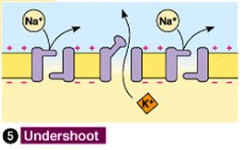 Na+ Na+
+ + + + + + + +
- - - - - - - -
K+
5 Undershoot